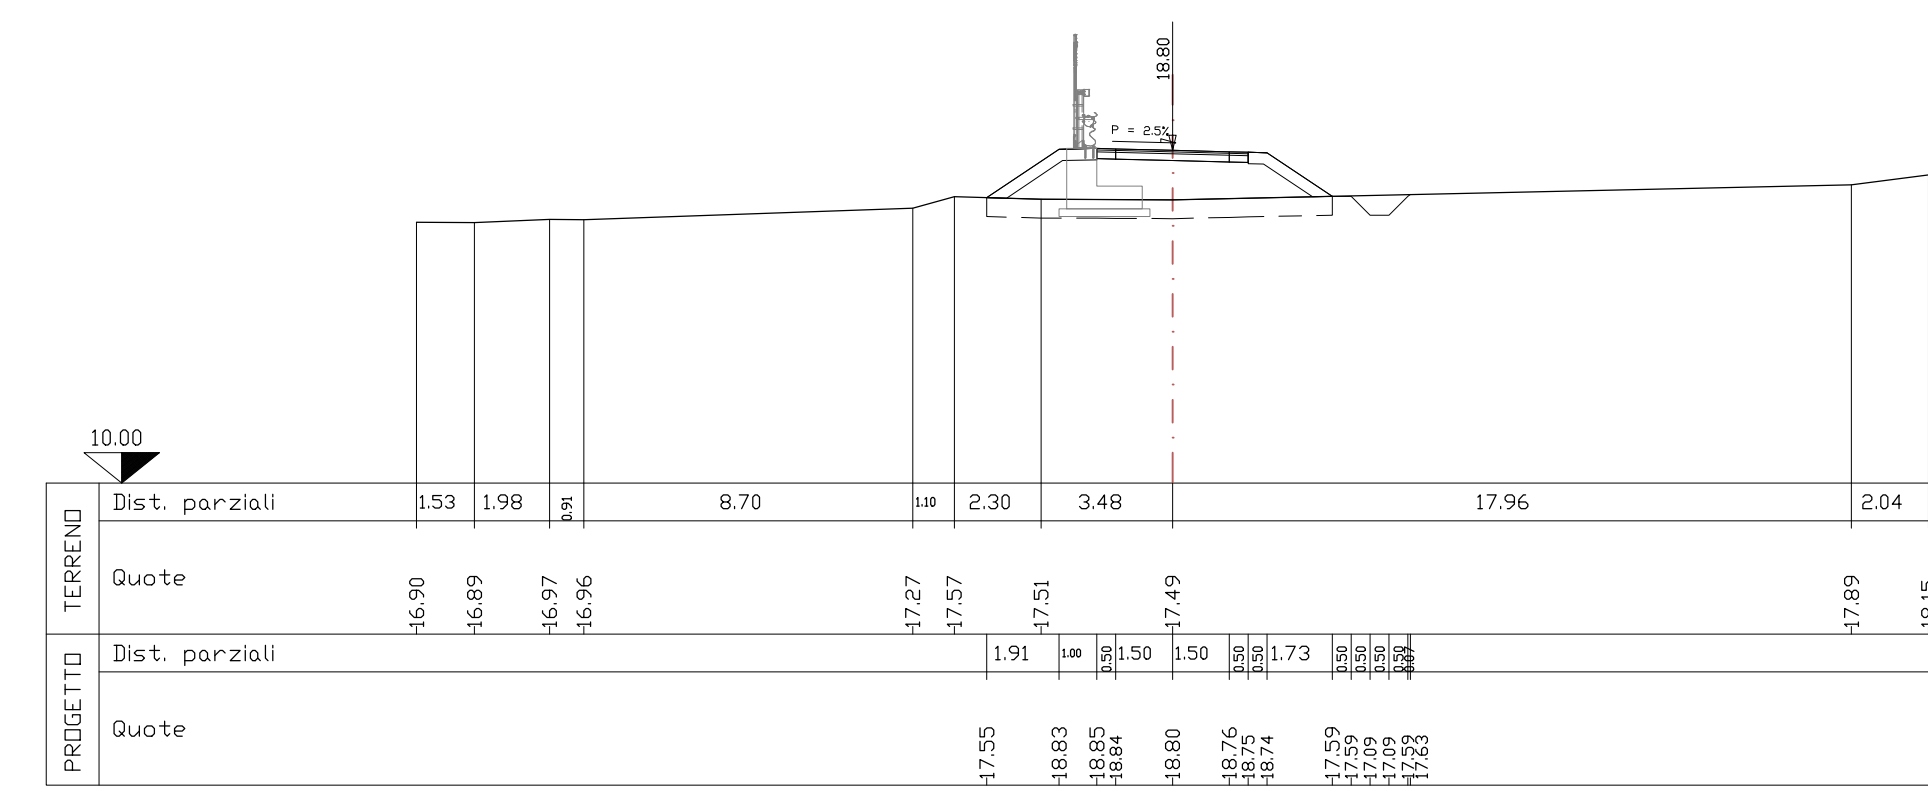 18.80
P = 2.5%
10.00
TERRENO
Dist. parziali
1.53 1.98 0.91 8.70 1.10 2.30 3.48 17.96 2.04
Quote
16.90 16.89 16.97 16.96 17.27 17.57 17.51 17.49 17.89
PROGETTO
Dist. parziali
1.91 1.00 0.50 1.50 1.50 0.50 0.50 1.73 0.50 0.50 0.50 0.50 0.07
Quote
17.55 18.83 18.85 18.84 18.80 18.76 18.75 18.74 17.59 17.59 17.09 17.09 17.59 17.63